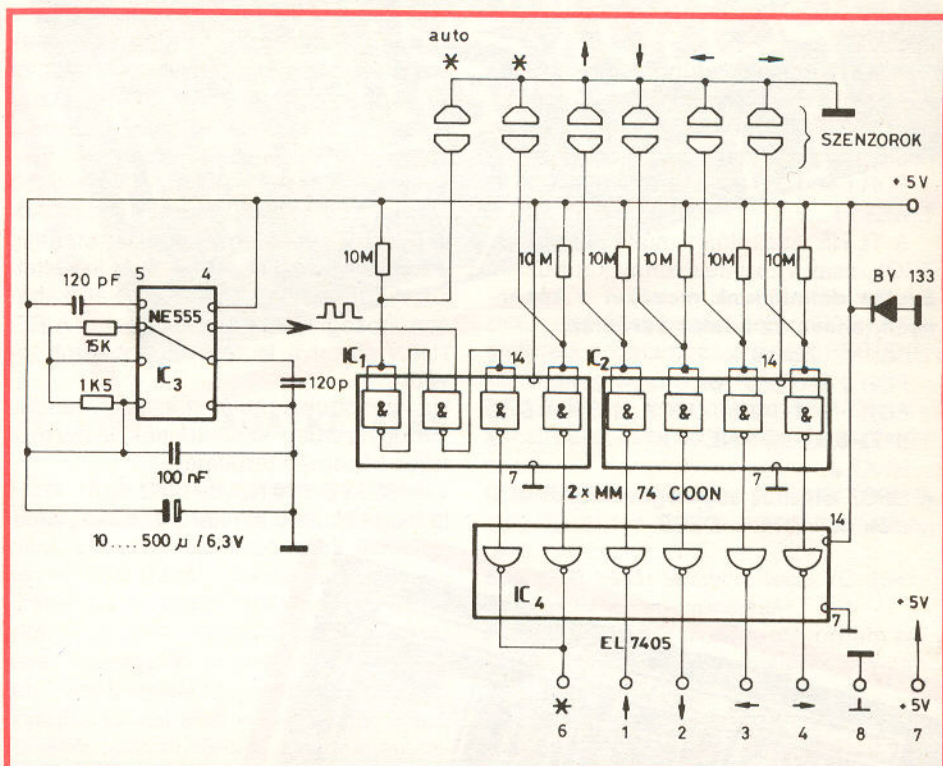 auto
* * ↑ ↓ ← →
SZENZOROK
+ 5V
10M 10M 10M 10M 10M 10M
120 pF 5 4
NE555
15K
IC3
1K5
120p
100 nF
10....500 µ / 6,3V
BY 133
IC1 14 IC2 14
& & & & & & & &
7 7
2 x MM 74 COON
14
IC4
7
EL 7405
+ 5V
* ↑ ↓ ← → ⊥ +5V
6 1 2 3 4 8 7